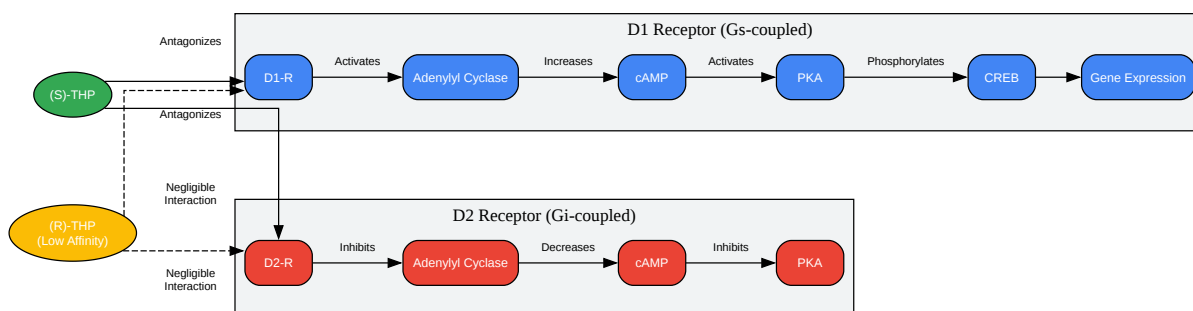 D1 Receptor (Gs-coupled)
Antagonizes
(S)-THP
D1-R
Activates
Adenylyl Cyclase
Increases
cAMP
Activates
PKA
Phosphorylates
CREB
Gene Expression
Antagonizes
Negligible
Interaction
(R)-THP
(Low Affinity)
Negligible
Interaction
D2 Receptor (Gi-coupled)
D2-R
Inhibits
Adenylyl Cyclase
Decreases
cAMP
Inhibits
PKA